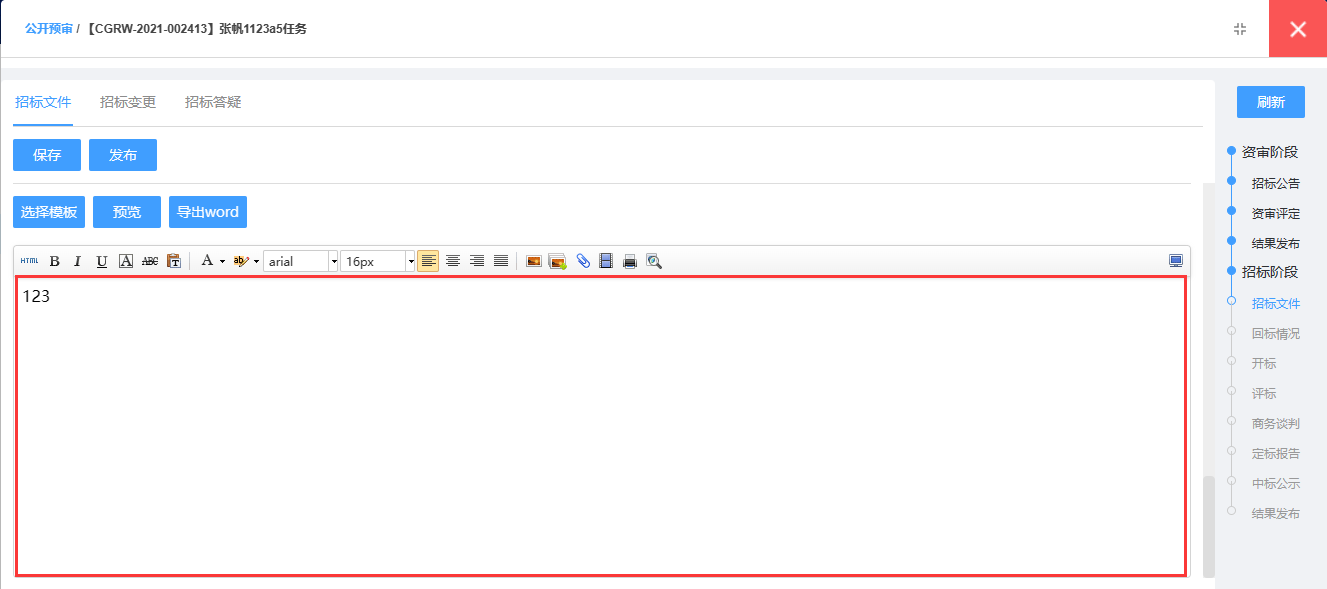 公开预审 / 【CGRW-2021-002413】张帆1123a5任务
招标文件 招标变更 招标答疑
刷新
保存 发布
选择模板 预览 导出word
HTML B I U A ABC T A ab arial 16px
123
资审阶段
招标公告
资审评定
结果发布
招标阶段
招标文件
回标情况
开标
评标
商务谈判
定标报告
中标公示
结果发布